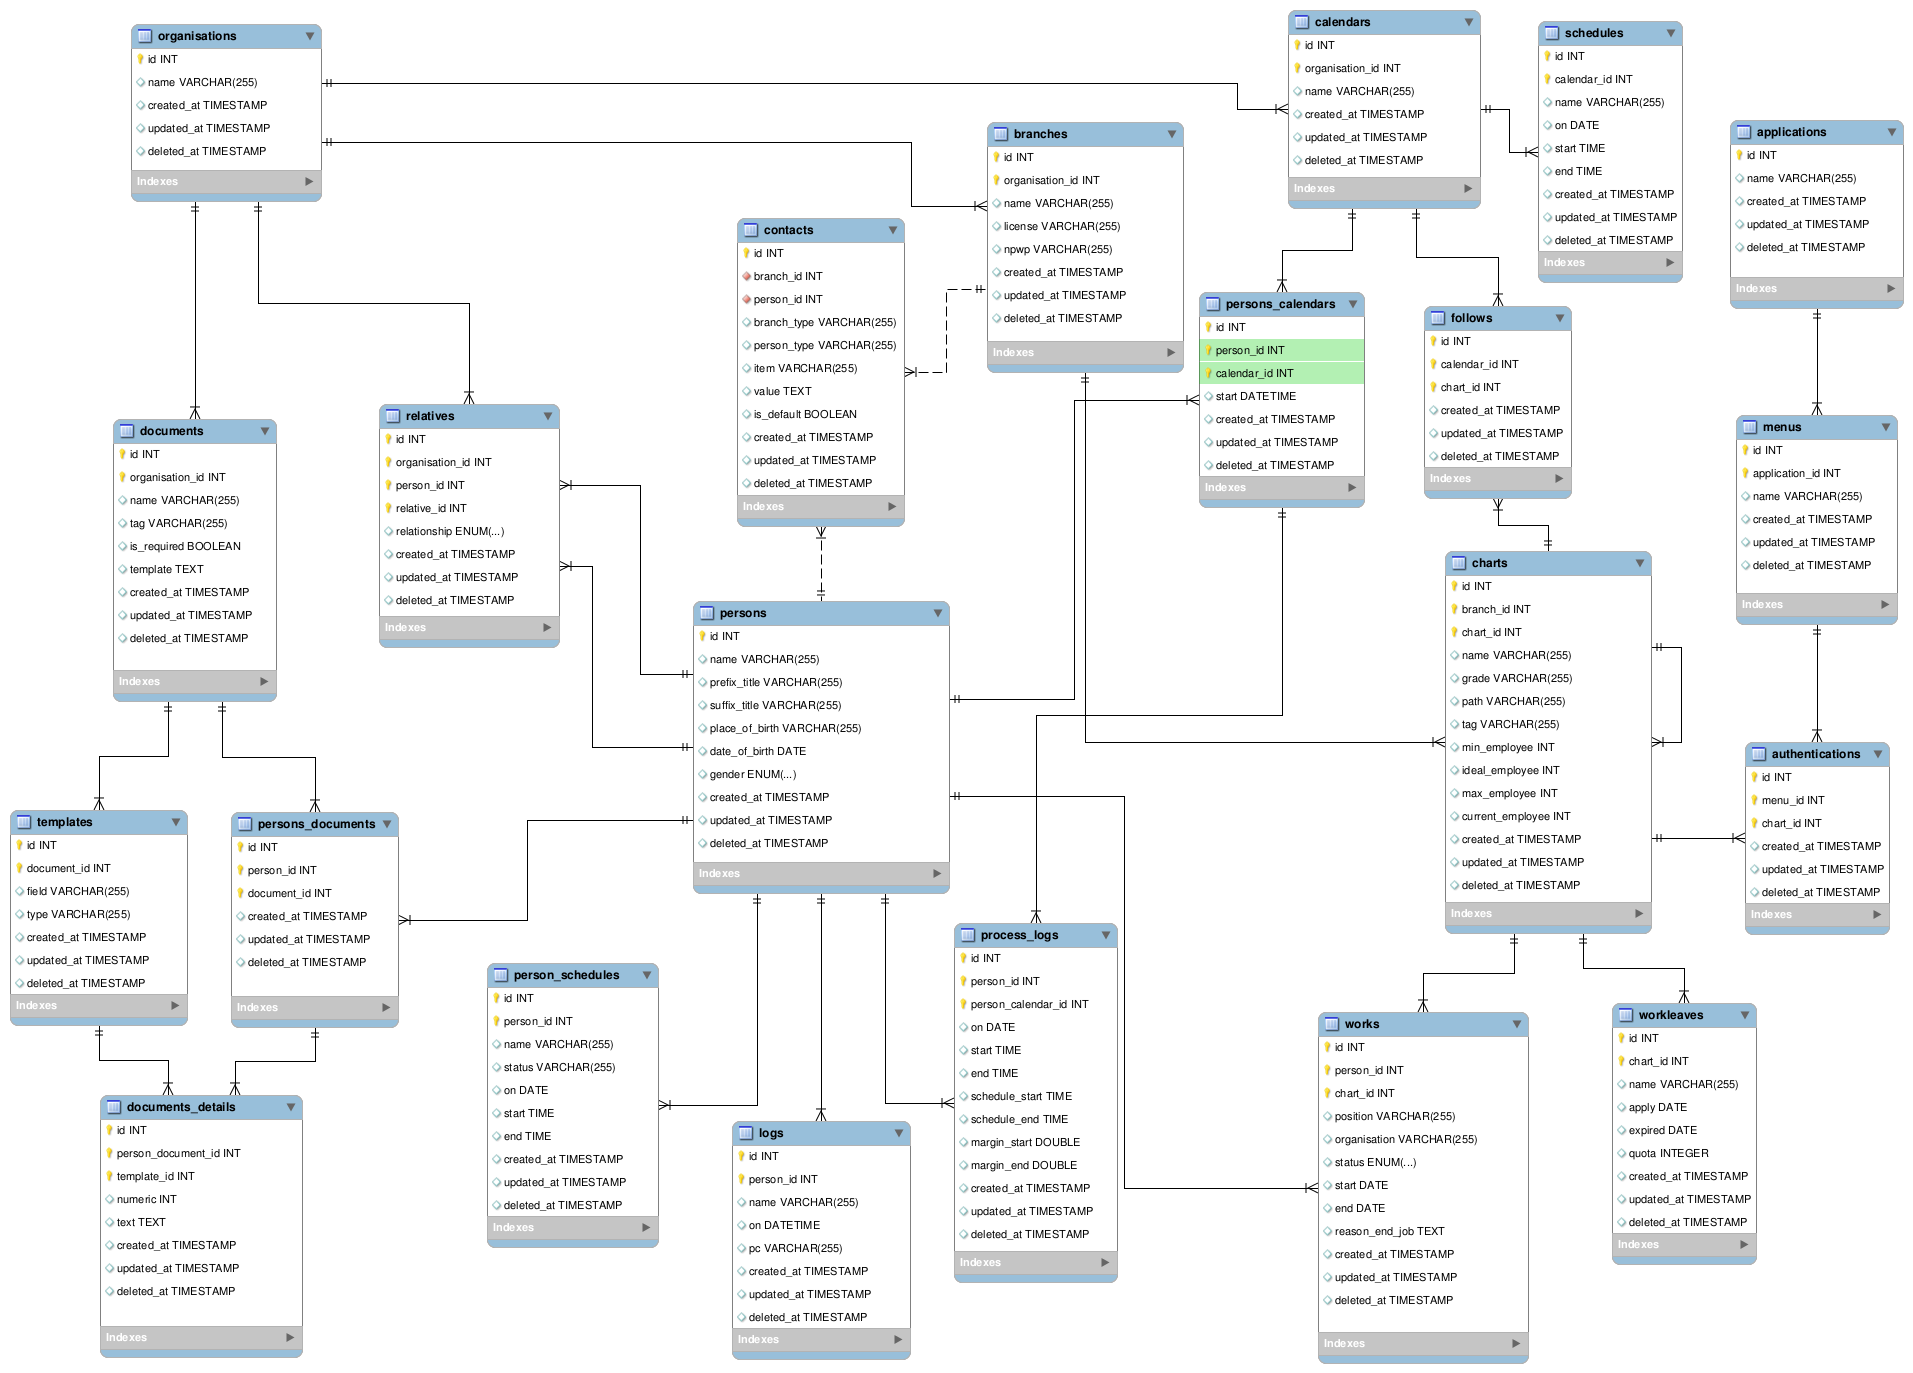 organisations
id INT
name VARCHAR(255)
created_at TIMESTAMP
updated_at TIMESTAMP
deleted_at TIMESTAMP
Indexes
calendars
id INT
organisation_id INT
name VARCHAR(255)
created_at TIMESTAMP
updated_at TIMESTAMP
deleted_at TIMESTAMP
Indexes
schedules
id INT
calendar_id INT
name VARCHAR(255)
on DATE
start TIME
end TIME
created_at TIMESTAMP
updated_at TIMESTAMP
deleted_at TIMESTAMP
Indexes
applications
id INT
name VARCHAR(255)
created_at TIMESTAMP
updated_at TIMESTAMP
deleted_at TIMESTAMP
Indexes
branches
id INT
organisation_id INT
name VARCHAR(255)
license VARCHAR(255)
npwp VARCHAR(255)
created_at TIMESTAMP
updated_at TIMESTAMP
deleted_at TIMESTAMP
Indexes
contacts
id INT
branch_id INT
person_id INT
branch_type VARCHAR(255)
person_type VARCHAR(255)
item VARCHAR(255)
value TEXT
is_default BOOLEAN
created_at TIMESTAMP
updated_at TIMESTAMP
deleted_at TIMESTAMP
Indexes
persons_calendars
id INT
person_id INT
calendar_id INT
start DATETIME
created_at TIMESTAMP
updated_at TIMESTAMP
deleted_at TIMESTAMP
Indexes
follows
id INT
calendar_id INT
chart_id INT
created_at TIMESTAMP
updated_at TIMESTAMP
deleted_at TIMESTAMP
Indexes
documents
id INT
organisation_id INT
name VARCHAR(255)
tag VARCHAR(255)
is_required BOOLEAN
template TEXT
created_at TIMESTAMP
updated_at TIMESTAMP
deleted_at TIMESTAMP
Indexes
relatives
id INT
organisation_id INT
person_id INT
relative_id INT
relationship ENUM(...)
created_at TIMESTAMP
updated_at TIMESTAMP
deleted_at TIMESTAMP
Indexes
menus
id INT
application_id INT
name VARCHAR(255)
created_at TIMESTAMP
updated_at TIMESTAMP
deleted_at TIMESTAMP
Indexes
persons
id INT
name VARCHAR(255)
prefix_title VARCHAR(255)
suffix_title VARCHAR(255)
place_of_birth VARCHAR(255)
date_of_birth DATE
gender ENUM(...)
created_at TIMESTAMP
updated_at TIMESTAMP
deleted_at TIMESTAMP
Indexes
charts
id INT
branch_id INT
chart_id INT
name VARCHAR(255)
grade VARCHAR(255)
path VARCHAR(255)
tag VARCHAR(255)
min_employee INT
ideal_employee INT
max_employee INT
current_employee INT
created_at TIMESTAMP
updated_at TIMESTAMP
deleted_at TIMESTAMP
Indexes
authentications
id INT
menu_id INT
chart_id INT
created_at TIMESTAMP
updated_at TIMESTAMP
deleted_at TIMESTAMP
Indexes
templates
id INT
document_id INT
field VARCHAR(255)
type VARCHAR(255)
created_at TIMESTAMP
updated_at TIMESTAMP
deleted_at TIMESTAMP
Indexes
persons_documents
id INT
person_id INT
document_id INT
created_at TIMESTAMP
updated_at TIMESTAMP
deleted_at TIMESTAMP
Indexes
person_schedules
id INT
person_id INT
name VARCHAR(255)
status VARCHAR(255)
on DATE
start TIME
end TIME
created_at TIMESTAMP
updated_at TIMESTAMP
deleted_at TIMESTAMP
Indexes
process_logs
id INT
person_id INT
person_calendar_id INT
on DATE
start TIME
end TIME
schedule_start TIME
schedule_end TIME
margin_start DOUBLE
margin_end DOUBLE
created_at TIMESTAMP
updated_at TIMESTAMP
deleted_at TIMESTAMP
Indexes
works
id INT
person_id INT
chart_id INT
position VARCHAR(255)
organisation VARCHAR(255)
status ENUM(...)
start DATE
end DATE
reason_end_job TEXT
created_at TIMESTAMP
updated_at TIMESTAMP
deleted_at TIMESTAMP
Indexes
workleaves
id INT
chart_id INT
name VARCHAR(255)
apply DATE
expired DATE
quota INTEGER
created_at TIMESTAMP
updated_at TIMESTAMP
deleted_at TIMESTAMP
Indexes
documents_details
id INT
person_document_id INT
template_id INT
numeric INT
text TEXT
created_at TIMESTAMP
updated_at TIMESTAMP
deleted_at TIMESTAMP
Indexes
logs
id INT
person_id INT
name VARCHAR(255)
on DATETIME
pc VARCHAR(255)
created_at TIMESTAMP
updated_at TIMESTAMP
deleted_at TIMESTAMP
Indexes